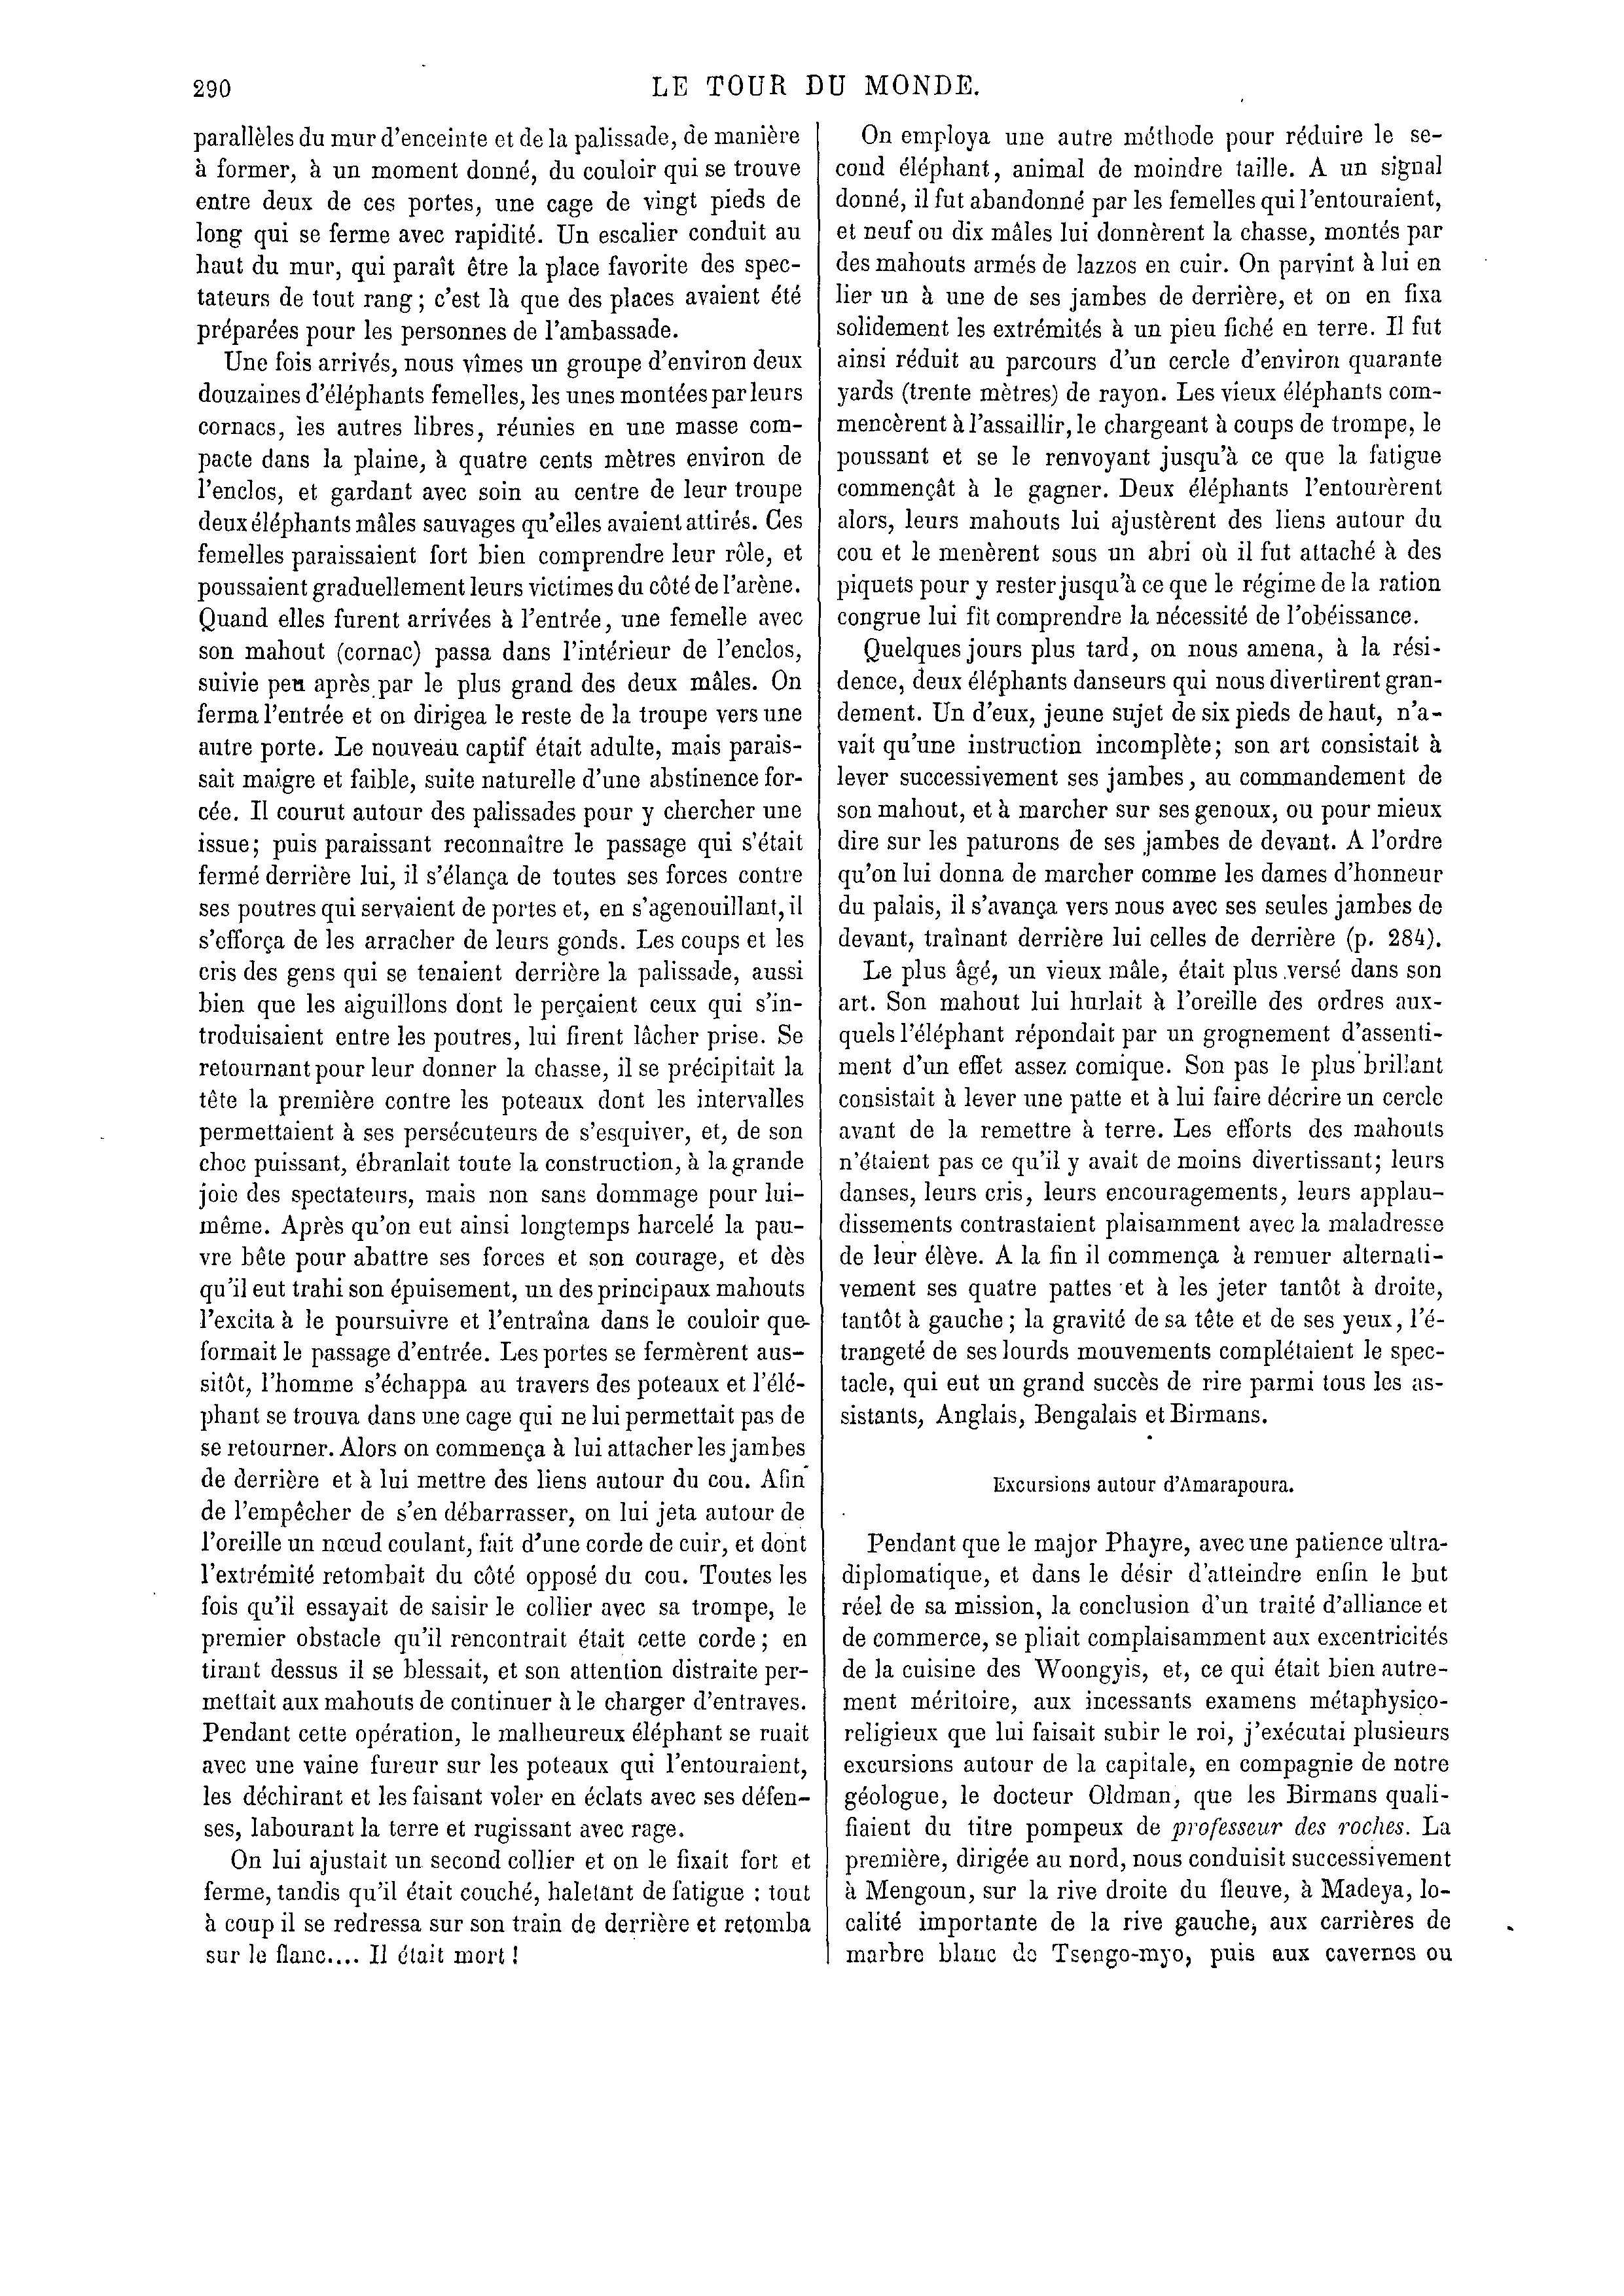 290
LE TOUR DU MONDE.
parallèles du mur d'enceinte et de la palissade, de manière
à former, à un moment donné, du couloir qui se trouve
entre deux de ces portes, une cage de vingt pieds de
long qui se ferme avec rapidité. Un escalier conduit au
haut du mur, qui paraît être la place favorite des spec-
tateurs de tout rang; c'est là que des places avaient été
préparées pour les personnes de l'ambassade.
Une fois arrivés, nous vîmes un groupe d'environ deux
douzaines d'éléphants femelles, les unes montées par leurs
cornacs, les autres libres, réunies en une masse com-
pacte dans la plaine, à quatre cents mètres environ de
l'enclos, et gardant avec soin au centre de leur troupe
deux éléphants mâles sauvages qu'elles avaient attirés. Ces
femelles paraissaient fort bien comprendre leur rôle, et
poussaient graduellement leurs victimes du côté de l'arène.
Quand elles furent arrivées à l'entrée, une femelle avec
son mahout (cornac) passa dans l'intérieur de l'enclos,
suivie peu après par le plus grand des deux mâles. On
ferma l'entrée et on dirigea le reste de la troupe vers une
autre porte. Le nouveau captif était adulte, mais parais-
sait maigre et faible, suite naturelle d'une abstinence for-
cée. Il courut autour des palissades pour y chercher une
issue; puis paraissant reconnaître le passage qui s'était
fermé derrière lui, il s'élança de toutes ses forces contre
ses poutres qui servaient de portes et, en s'agenouillant, il
s'efforça de les arracher de leurs gonds. Les coups et les
cris des gens qui se tenaient derrière la palissade, aussi
bien que les aiguillons dont le perçaient ceux qui s'in-
troduisaient entre les poutres, lui firent lâcher prise. Se
retournant pour leur donner la chasse, il se précipitait la
tête la première contre les poteaux dont les intervalles
permettaient à ses persécuteurs de s'esquiver, et, de son
choc puissant, ébranlait toute la construction, à la grande
joie des spectateurs, mais non sans dommage pour lui-
même. Après qu'on eut ainsi longtemps harcelé la pau-
vre bête pour abattre ses forces et son courage, et dès
qu'il eut trahi son épuisement, un des principaux mahouts
l'excita à le poursuivre et l'entraîna dans le couloir que
formait le passage d'entrée. Les portes se fermèrent aus-
sitôt, l'homme s'échappa au travers des poteaux et l'élé-
phant se trouva dans une cage qui ne lui permettait pas de
se retourner. Alors on commença à lui attacher les jambes
de derrière et à lui mettre des liens autour du cou. Afin
de l'empêcher de s'en débarrasser, on lui jeta autour de
l'oreille un nœud coulant, fait d'une corde de cuir, et dont
l'extrémité retombait du côté opposé du cou. Toutes les
fois qu'il essayait de saisir le collier avec sa trompe, le
premier obstacle qu'il rencontrait était cette corde; en
tirant dessus il se blessait, et son attention distraite per-
mettait aux mahouts de continuer à le charger d'entraves.
Pendant cette opération, le malheureux éléphant se ruait
avec une vaine fureur sur les poteaux qui l'entouraient,
les déchirant et les faisant voler en éclats avec ses défen-
ses, labourant la terre et rugissant avec rage.
On lui ajustait un second collier et on le fixait fort et
ferme, tandis qu'il était couché, haletant de fatigue : tout
à coup il se redressa sur son train de derrière et retomba
sur le flanc.... Il était mort!
On employa une autre méthode pour réduire le se-
cond éléphant, animal de moindre taille. A un signal
donné, il fut abandonné par les femelles qui l'entouraient,
et neuf ou dix mâles lui donnèrent la chasse, montés par
des mahouts armés de lazzos en cuir. On parvint à lui en
lier un à une de ses jambes de derrière, et on en fixa
solidement les extrémités à un pieu fiché en terre. Il fut
ainsi réduit au parcours d'un cercle d'environ quarante
yards (trente mètres) de rayon. Les vieux éléphants com-
mencèrent à l'assaillir, le chargeant à coups de trompe, le
poussant et se le renvoyant jusqu'à ce que la fatigue
commençât à le gagner. Deux éléphants l'entourèrent
alors, leurs mahouts lui ajustèrent des liens autour du
cou et le menèrent sous un abri où il fut attaché à des
piquets pour y rester jusqu'à ce que le régime de la ration
congrue lui fit comprendre la nécessité de l'obéissance.
Quelques jours plus tard, on nous amena, à la rési-
dence, deux éléphants danseurs qui nous divertirent gran-
dement. Un d'eux, jeune sujet de six pieds de haut, n'a-
vait qu'une instruction incomplète; son art consistait à
lever successivement ses jambes, au commandement de
son mahout, et à marcher sur ses genoux, ou pour mieux
dire sur les paturons de ses jambes de devant. A l'ordre
qu'on lui donna de marcher comme les dames d'honneur
du palais, il s'avança vers nous avec ses seules jambes de
devant, traînant derrière lui celles de derrière (p. 284).
Le plus âgé, un vieux mâle, était plus versé dans son
art. Son mahout lui hurlait à l'oreille des ordres aux-
quels l'éléphant répondait par un grognement d'assenti-
ment d'un effet assez comique. Son pas le plus brillant
consistait à lever une patte et à lui faire décrire un cercle
avant de la remettre à terre. Les efforts des mahouts
n'étaient pas ce qu'il y avait de moins divertissant; leurs
danses, leurs cris, leurs encouragements, leurs applau-
dissements contrastaient plaisamment avec la maladresse
de leur élève. A la fin il commença à remuer alternati-
vement ses quatre pattes et à les jeter tantôt à droite,
tantôt à gauche; la gravité de sa tête et de ses yeux, l'é-
trangeté de ses lourds mouvements complétaient le spec-
tacle, qui eut un grand succès de rire parmi tous les as-
sistants, Anglais, Bengalais et Birmans.
Excursions autour d'Amarapoura.
Pendant que le major Phayre, avec une patience ultra-
diplomatique, et dans le désir d'atteindre enfin le but
réel de sa mission, la conclusion d'un traité d'alliance et
de commerce, se pliait complaisamment aux excentricités
de la cuisine des Woongyis, et, ce qui était bien autre-
ment méritoire, aux incessants examens métaphysico-
religieux que lui faisait subir le roi, j'exécutai plusieurs
excursions autour de la capitale, en compagnie de notre
géologue, le docteur Oldman, que les Birmans quali-
fiaient du titre pompeux de professeur des roches. La
première, dirigée au nord, nous conduisit successivement
à Mengoun, sur la rive droite du fleuve, à Madeya, lo-
calité importante de la rive gauche, aux carrières de
marbre blanc de Tsengo-myo, puis aux cavernes ou